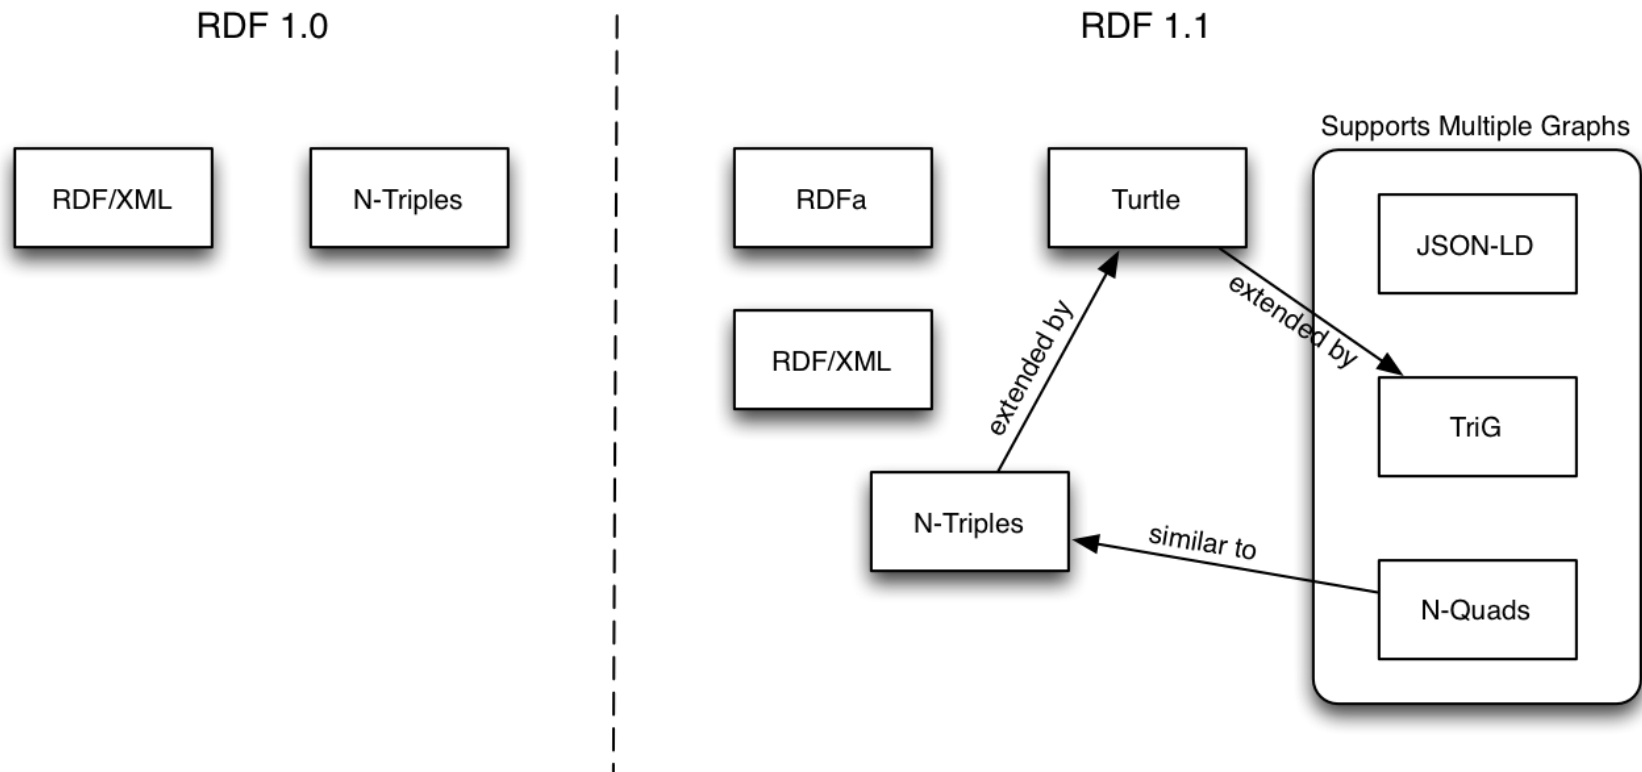 RDF 1.0
RDF/XML
N-Triples
RDF 1.1
RDFa
Turtle
RDF/XML
N-Triples
extended by
extended by
similar to
Supports Multiple Graphs
JSON-LD
TriG
N-Quads